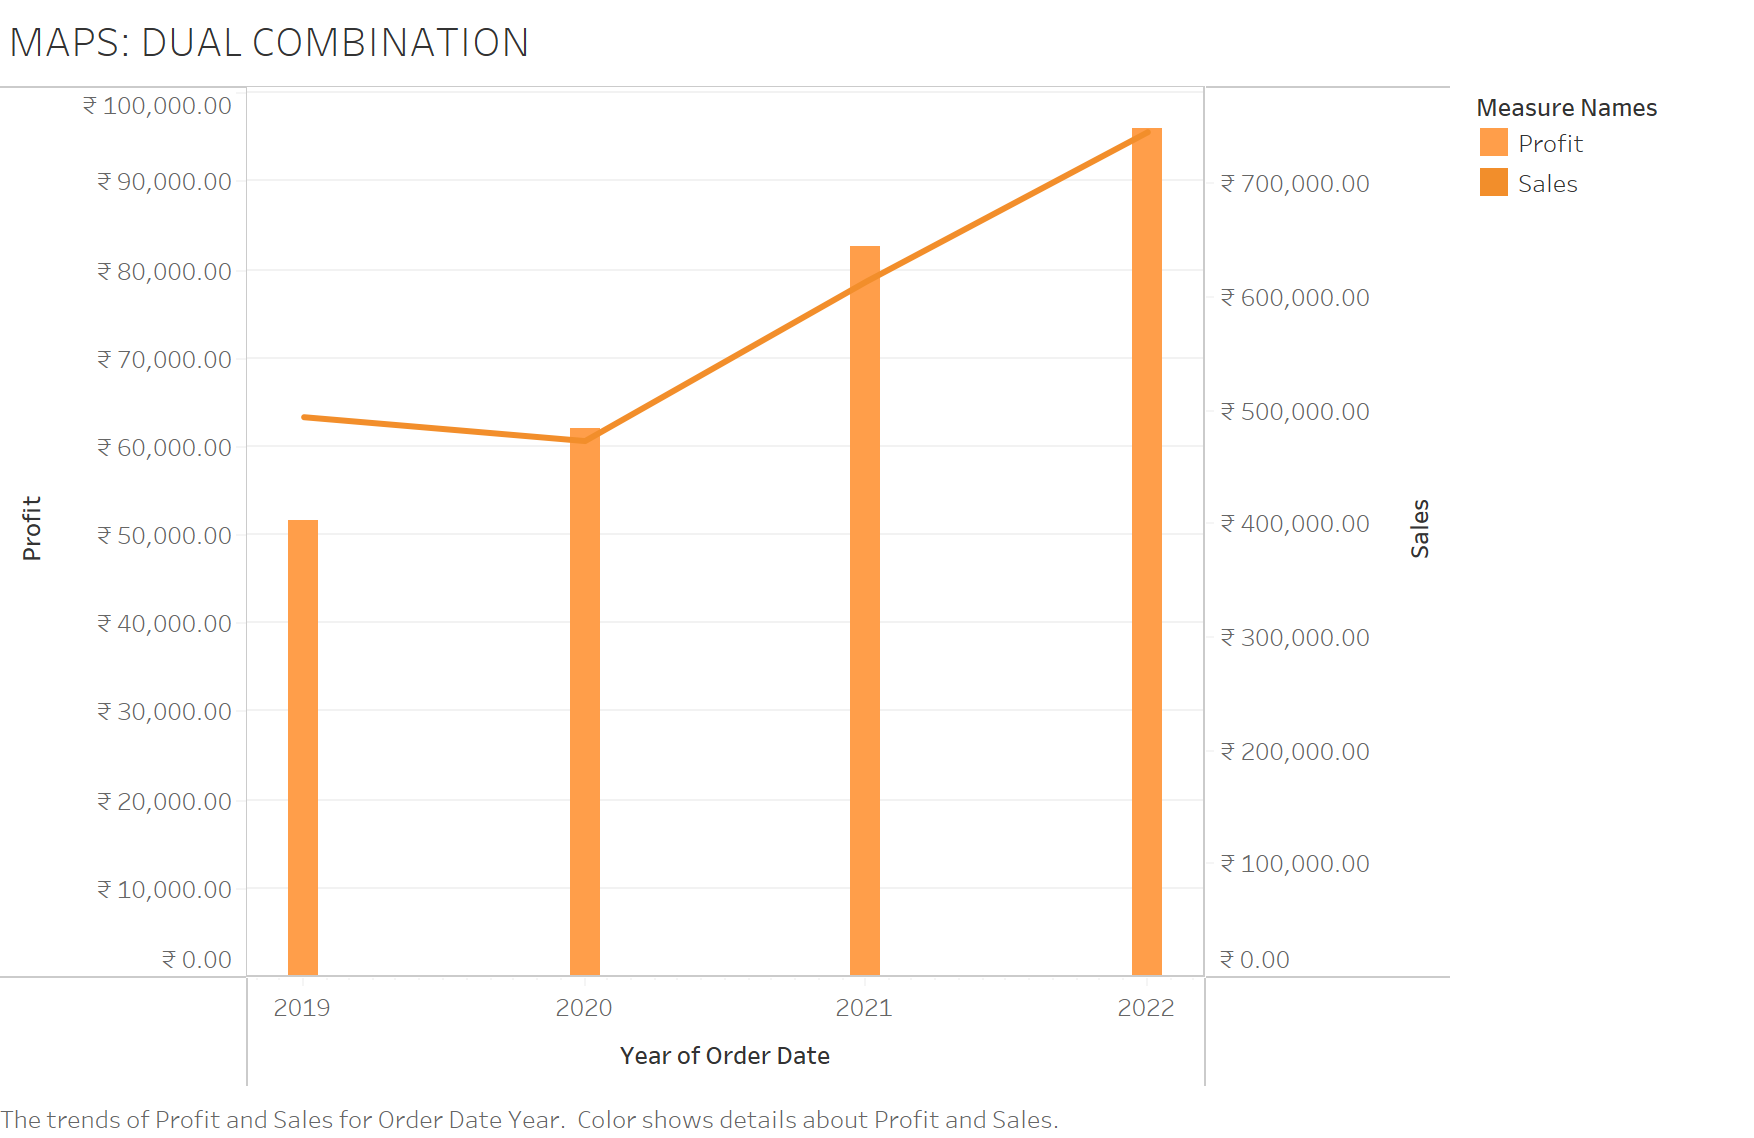 MAPS: DUAL COMBINATION
₹ 100,000.00
₹ 90,000.00
₹ 80,000.00
₹ 70,000.00
₹ 60,000.00
₹ 50,000.00
₹ 40,000.00
₹ 30,000.00
₹ 20,000.00
₹ 10,000.00
₹ 0.00
Profit
₹ 700,000.00
₹ 600,000.00
₹ 500,000.00
₹ 400,000.00
₹ 300,000.00
₹ 200,000.00
₹ 100,000.00
₹ 0.00
Sales
Measure Names
Profit
Sales
2019 2020 2021 2022
Year of Order Date
The trends of Profit and Sales for Order Date Year.  Color shows details about Profit and Sales.